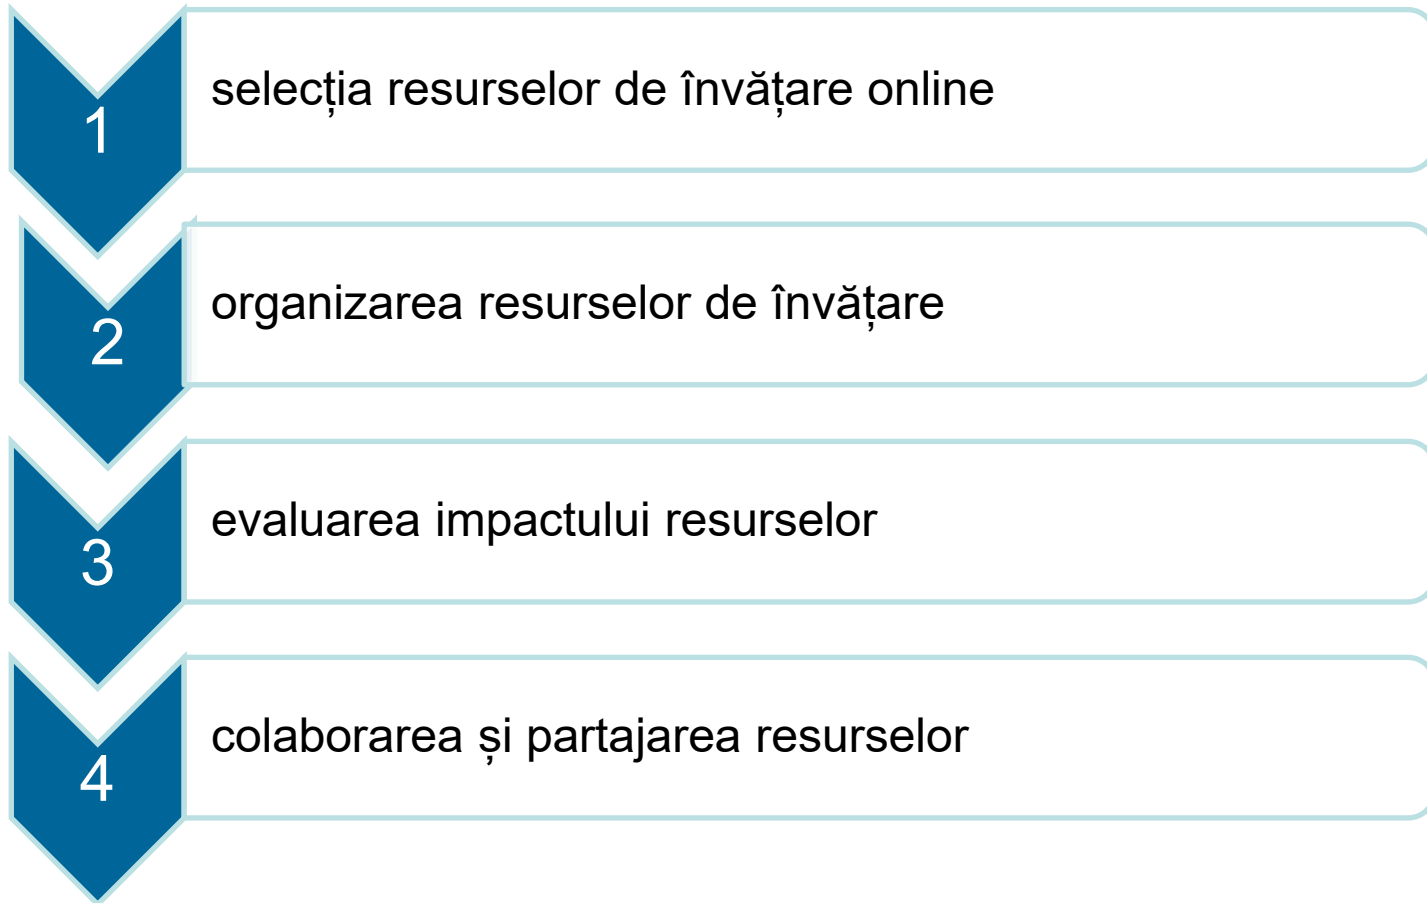 1
selecția resurselor de învățare online
2
organizarea resurselor de învățare
3
evaluarea impactului resurselor
4
colaborarea și partajarea resurselor